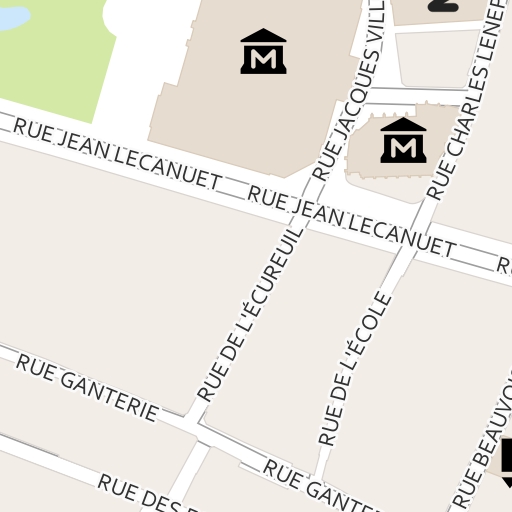 RUE JACQUES VILL
RUE CHARLES LENEP
RUE JEAN LECANUET
RUE JEAN LECANUET
RUE DE L'ÉCUREUIL
RUE DE L'ÉCOLE
RUE GANTERIE
RUE GANTE
RUE DES
RUE BEAUVOI